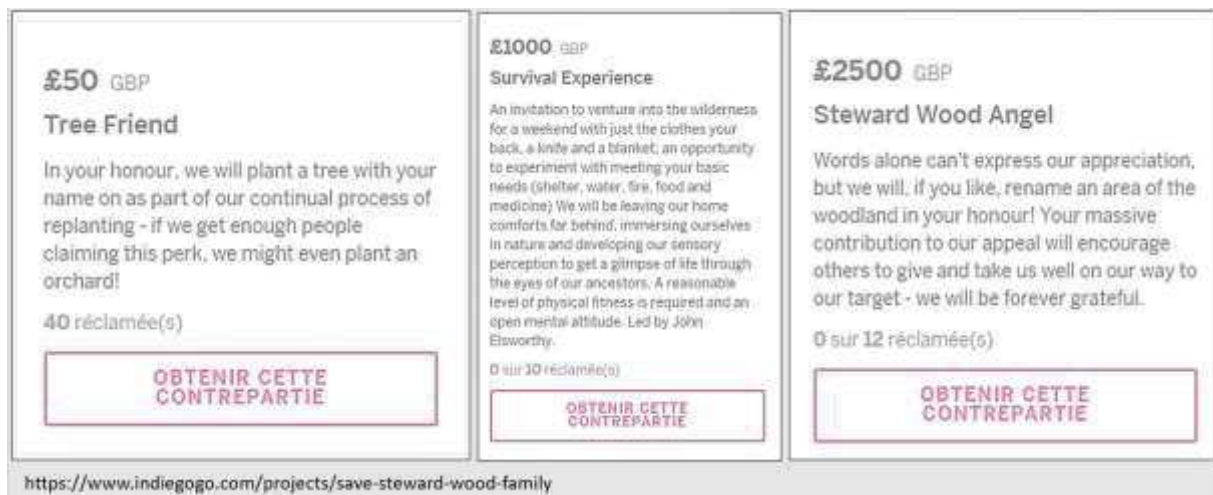 £50 GBP
Tree Friend
In your honour, we will plant a tree with your
name on as part of our continual process of
replanting - if we get enough people
claiming this perk, we might even plant an
orchard!
40 réclamée(s)
OBTENIR CETTE
CONTREPARTIE
£1000 GBP
Survival Experience
An invitation to venture into the wilderness
for a weekend with just the clothes your
back, a knife and a blanket; an opportunity
to experiment with meeting your basic
needs (shelter, water, fire, food and
medicine) We will be leaving our home
comforts far behind, immersing ourselves
in nature and developing our sensory
perception to get a glimpse of life through
the eyes of our ancestors. A reasonable
level of physical fitness is required and an
open mental attitude. Led by John
Elsworthy.
0 sur 10 réclamée(s)
OBTENIR CETTE
CONTREPARTIE
£2500 GBP
Steward Wood Angel
Words alone can't express our appreciation,
but we will, if you like, rename an area of the
woodland in your honour! Your massive
contribution to our appeal will encourage
others to give and take us well on our way to
our target - we will be forever grateful.
0 sur 12 réclamée(s)
OBTENIR CETTE
CONTREPARTIE
https://www.indiegogo.com/projects/save-steward-wood-family